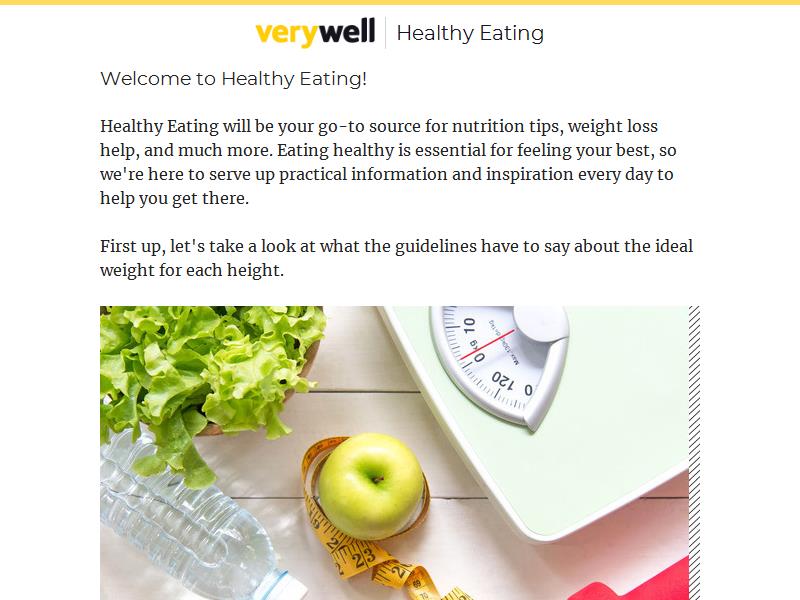 verywell | Healthy Eating
Welcome to Healthy Eating!
Healthy Eating will be your go-to source for nutrition tips, weight loss
help, and much more. Eating healthy is essential for feeling your best, so
we're here to serve up practical information and inspiration every day to
help you get there.
First up, let's take a look at what the guidelines have to say about the ideal
weight for each height.
10
kg
0
120
0